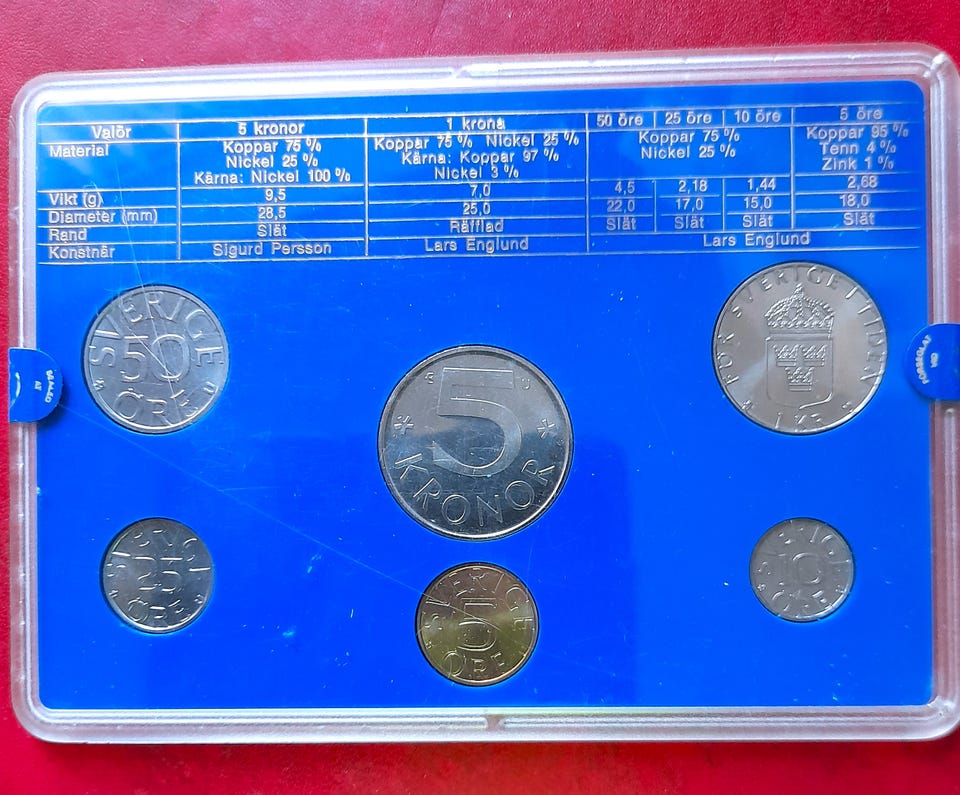 Valör 5 kronor 1 krona 50 öre 25 öre 10 öre 5 öre
Material Koppar 75 % Koppar 75 % Nickel 25 % Koppar 75 % Koppar 95 %
Nickel 25 % Kärna: Koppar 97 % Nickel 25 % Tenn 4 %
Kärna: Nickel 100 % Nickel 3 % Zink 1 %
Vikt (g) 9,5 7,0 4,5 2,18 1,44 2,68
Diameter (mm) 28,5 25,0 22,0 17,0 15,0 18,0
Rand Slät Räfflad Slät Slät Slät Slät
Konstnär Sigurd Persson Lars Englund Lars Englund
SVERIGE
50
ÖRE
U
5
KRONOR
U
FÖR SVERIGE I TIDEN
1 KR
SVERIGE
25
ÖRE
SVERIGE
5
ÖRE
SVERIGE
10
ÖRE